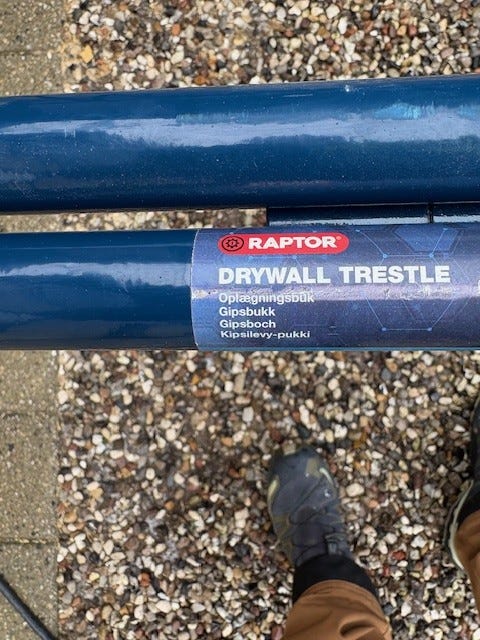 RAPTOR®
DRYWALL TRESTLE
Oplægningsbuk
Gipsbukk
Gipsboch
Kipsilevy-pukki